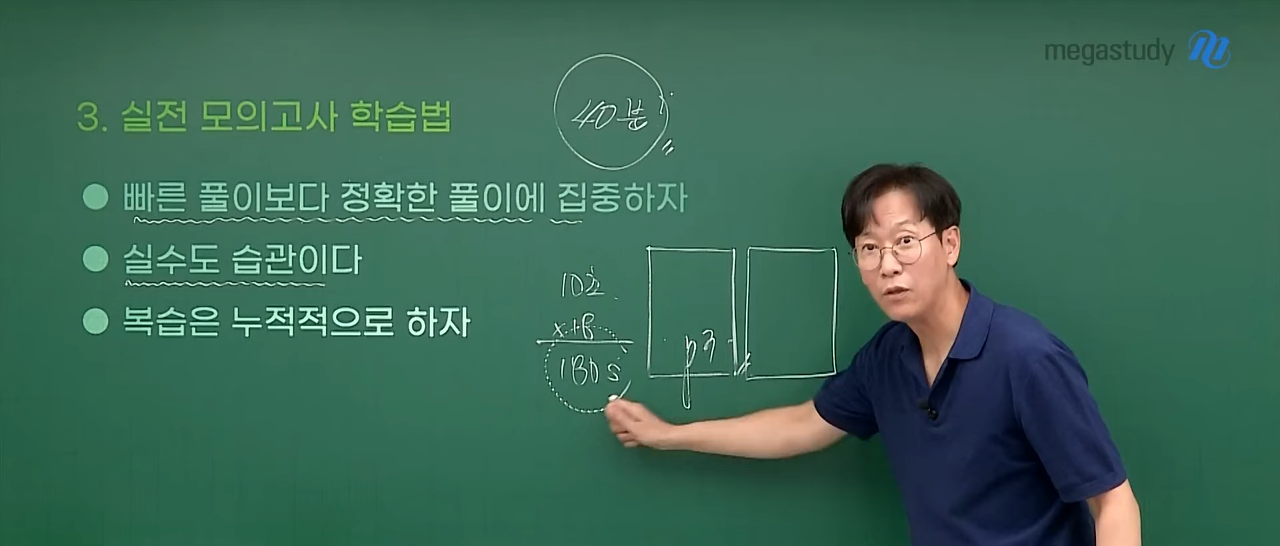 megastudy
3. 실전 모의고사 학습법
40분
빠른 풀이보다 정확한 풀이에 집중하자
실수도 습관이다
복습은 누적적으로 하자
10초
180s